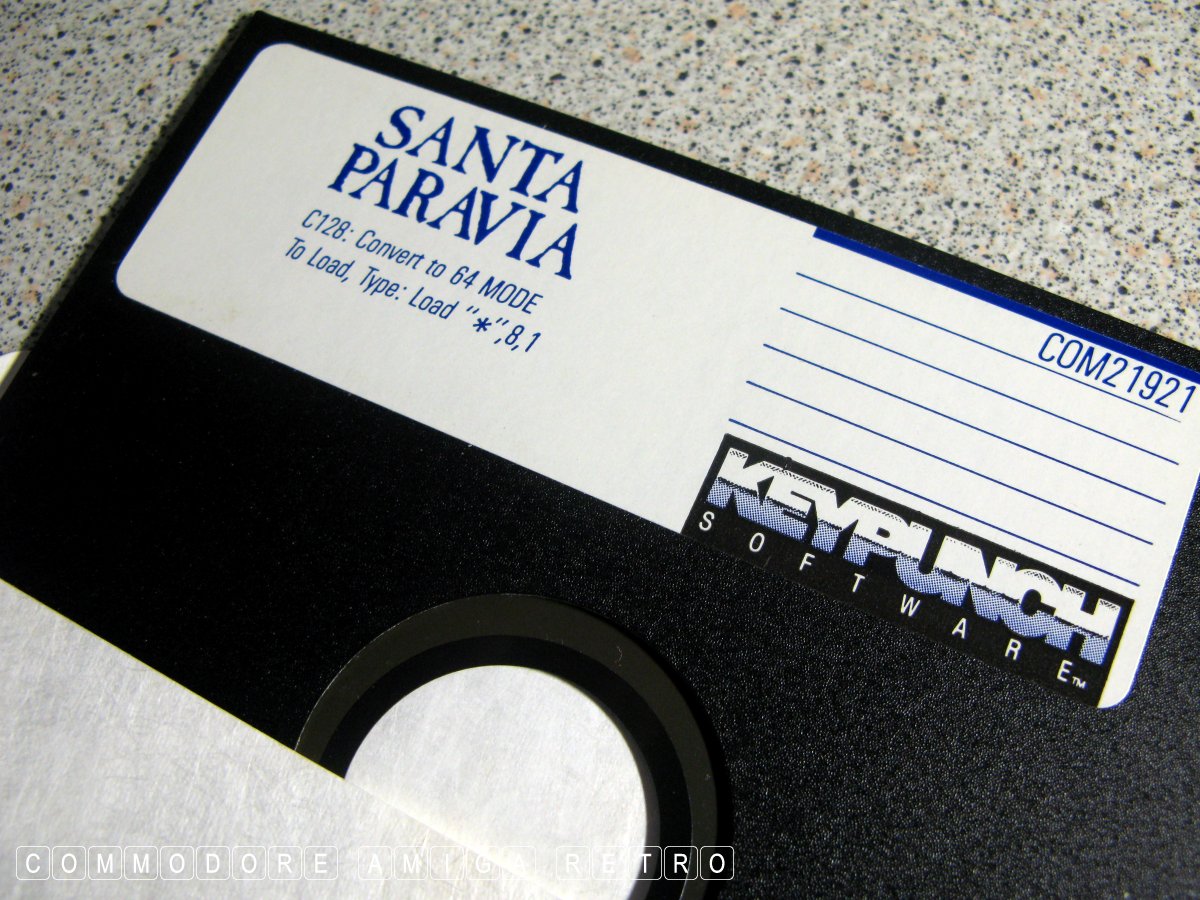 SANTA
PARAVIA
C128: Convert to 64 MODE
To Load, Type: Load "*",8,1
COM21921
KEYPUNCH
SOFTWARE™
COMMODORE AMIGA RETRO